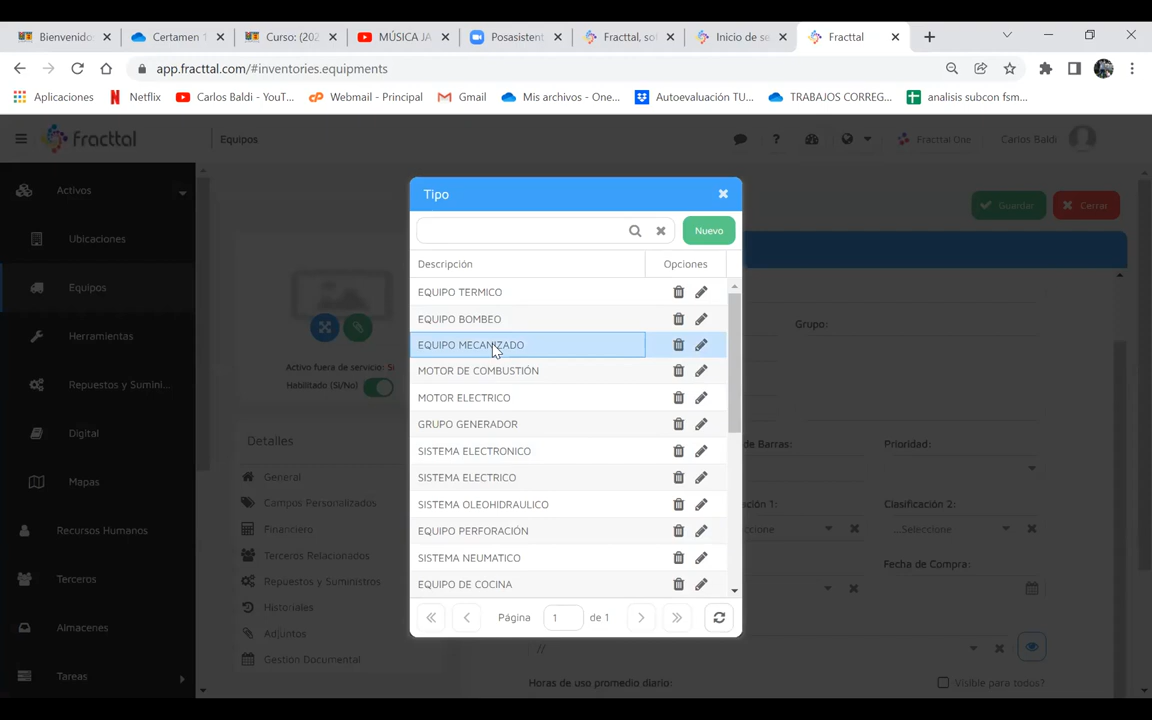 Bienvenido
Certamen 1
Curso: (202
MÚSICA JA
Posasistent
Fracttal, so
Inicio de se
Fracttal
app.fracttal.com/#inventories.equipments
Aplicaciones
Netflix
Carlos Baldi - YouT...
Webmail - Principal
Gmail
Mis archivos - One...
Autoevaluación TU...
TRABAJOS CORREG...
analisis subcon fsm...
fracttal
Equipos
?
Fracttal One
Carlos Baldi
Activos
Ubicaciones
Equipos
Herramientas
Repuestos y Sumini...
Digital
Mapas
Recursos Humanos
Terceros
Almacenes
Tareas
Activo fuera de servicio: Si
Habilitado (Si/No)
Detalles
General
Campos Personalizados
Financiero
Terceros Relacionados
Repuestos y Suministros
Historiales
Adjuntos
Gestion Documental
Tipo
Nuevo
Descripción
Opciones
EQUIPO TERMICO
EQUIPO BOMBEO
EQUIPO MECANIZADO
MOTOR DE COMBUSTIÓN
MOTOR ELECTRICO
GRUPO GENERADOR
SISTEMA ELECTRONICO
SISTEMA ELECTRICO
SISTEMA OLEOHIDRAULICO
EQUIPO PERFORACIÓN
SISTEMA NEUMATICO
EQUIPO DE COCINA
Página 1 de 1
Guardar
Cerrar
Grupo:
de Barras:
Prioridad:
ación 1:
Clasificación 2:
ccione
...Seleccione
Fecha de Compra:
//
Horas de uso promedio diario:
Visible para todos?